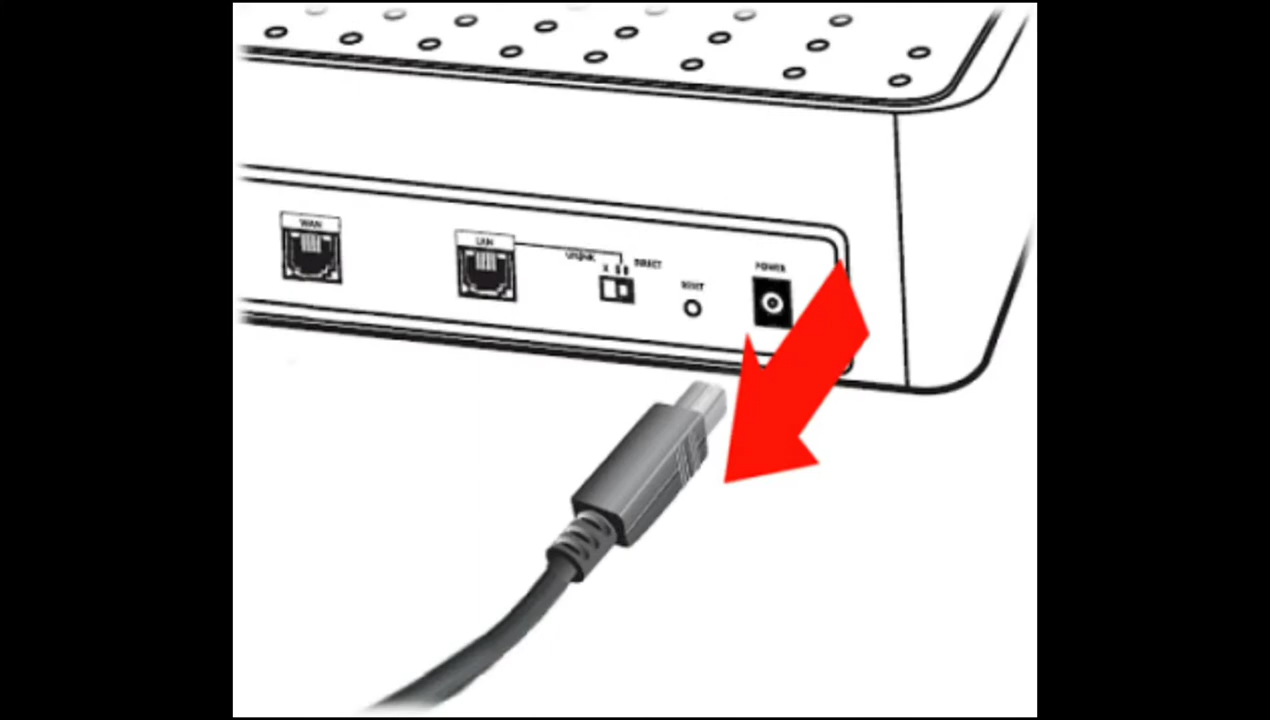 WAN
LAN
UPLINK
X
DIRECT
RESET
POWER